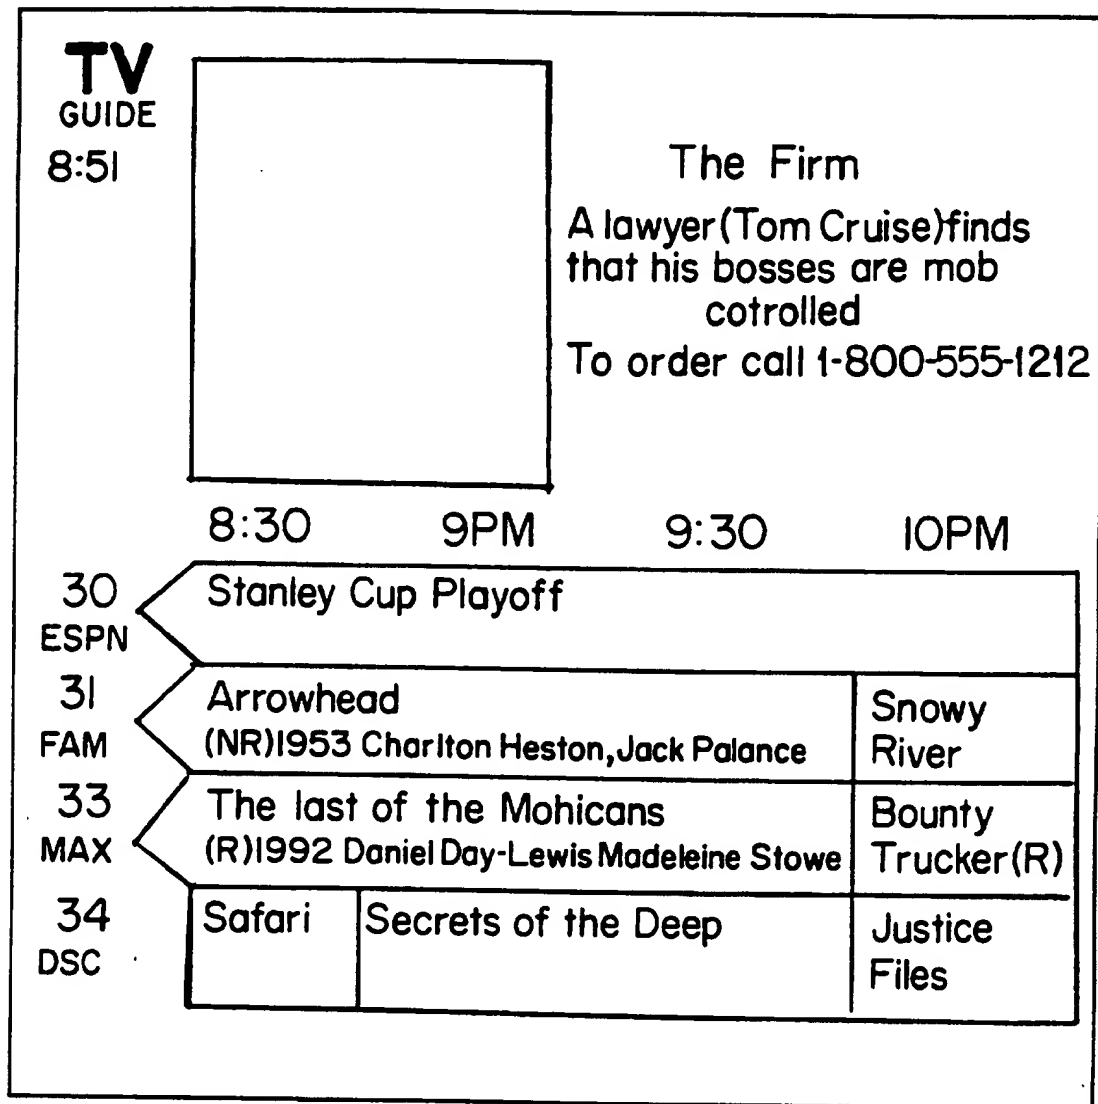 TV
GUIDE
8:51
The Firm
A lawyer(Tom Cruise)finds
that his bosses are mob
cotrolled
To order call 1-800-555-1212
8:30 9PM 9:30 10PM
30
ESPN
Stanley Cup Playoff
31
FAM
Arrowhead
(NR)1953 Charlton Heston,Jack Palance
Snowy
River
33
MAX
The last of the Mohicans
(R)1992 Daniel Day-Lewis Madeleine Stowe
Bounty
Trucker(R)
34
DSC
Safari
Secrets of the Deep
Justice
Files